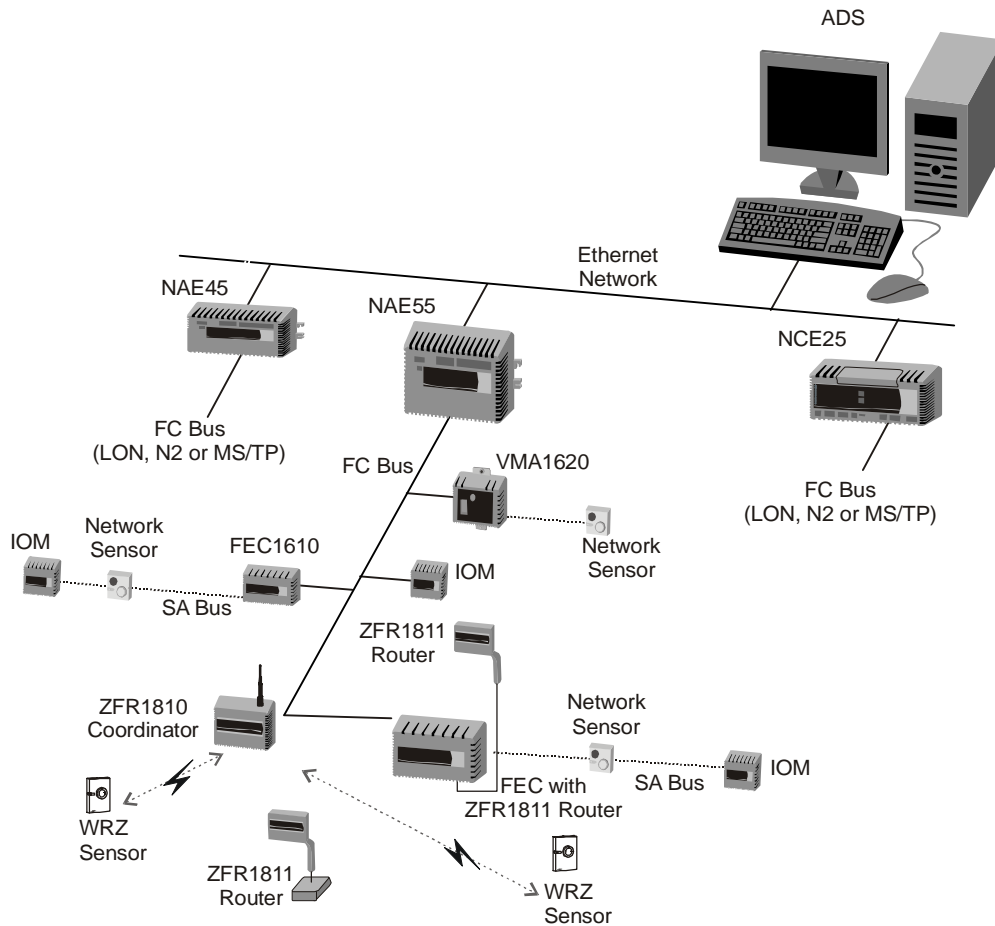 ADS
Ethernet
Network
NAE45
NAE55
NCE25
FC Bus
(LON, N2 or MS/TP)
FC Bus
VMA1620
FC Bus
(LON, N2 or MS/TP)
Network
Sensor
IOM
Network
Sensor
FEC1610
IOM
SA Bus
ZFR1811
Router
ZFR1810
Coordinator
Network
Sensor
IOM
SA Bus
FEC with
ZFR1811 Router
WRZ
Sensor
ZFR1811
Router
WRZ
Sensor